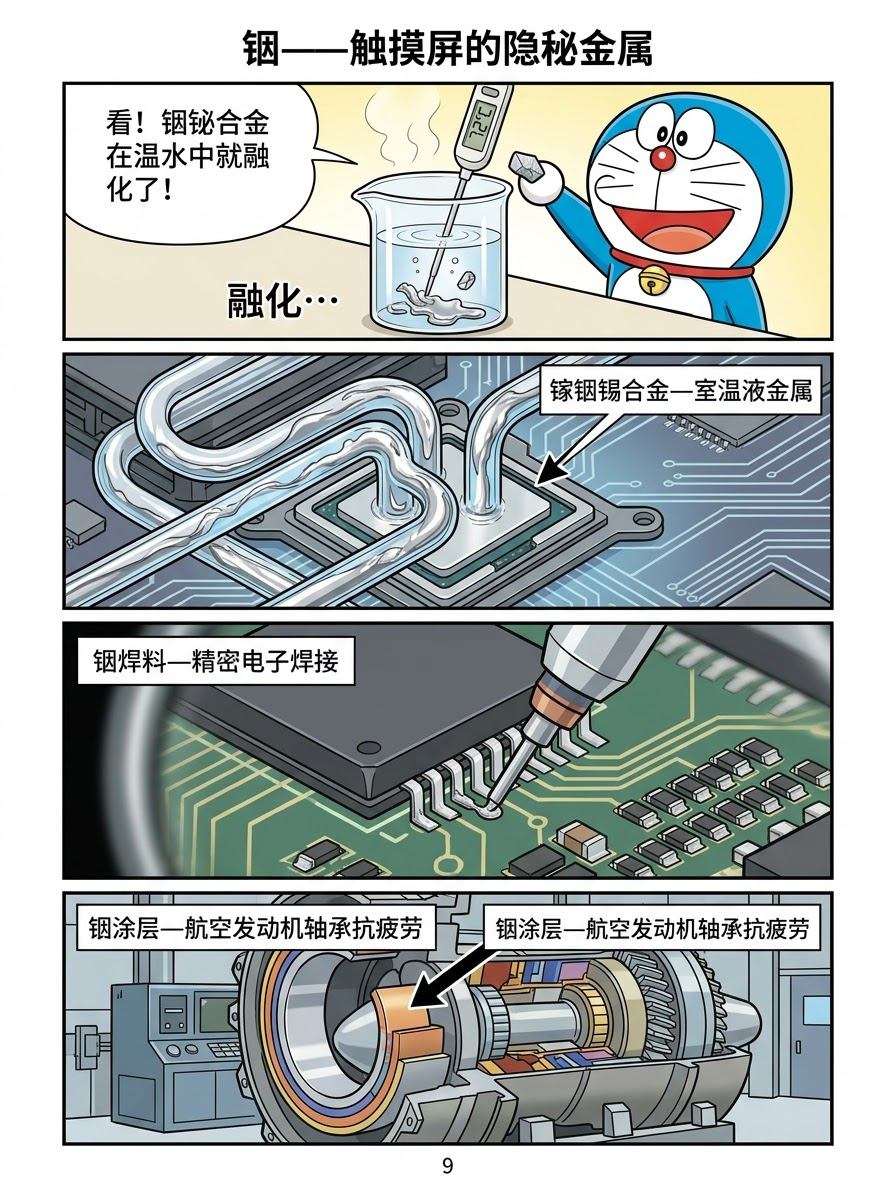 铟——触摸屏的隐秘金属
看！铟铋合金
在温水中就融
化了！
72℃
融化…
镓铟锡合金—室温液金属
铟焊料—精密电子焊接
铟涂层—航空发动机轴承抗疲劳
铟涂层—航空发动机轴承抗疲劳
9